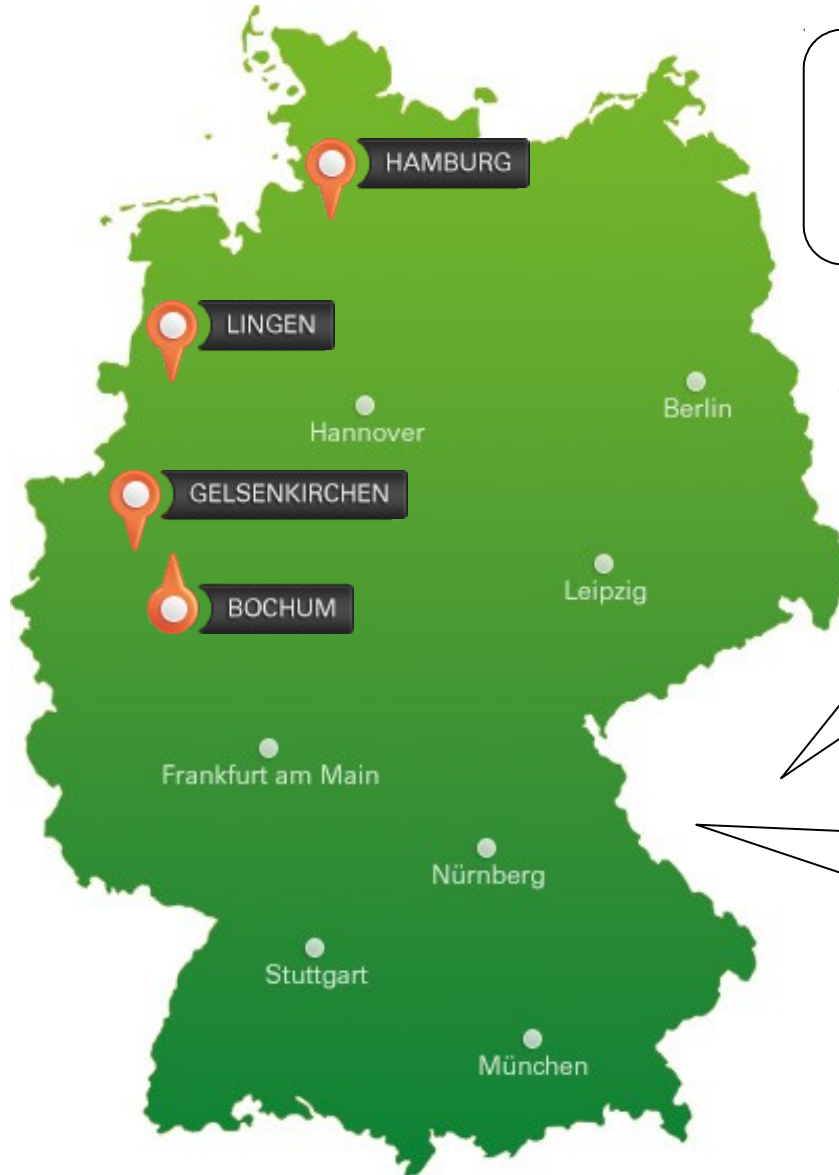 HAMBURG
LINGEN
Berlin
Hannover
GELSENKIRCHEN
Leipzig
BOCHUM
Frankfurt am Main
Nürnberg
Stuttgart
München